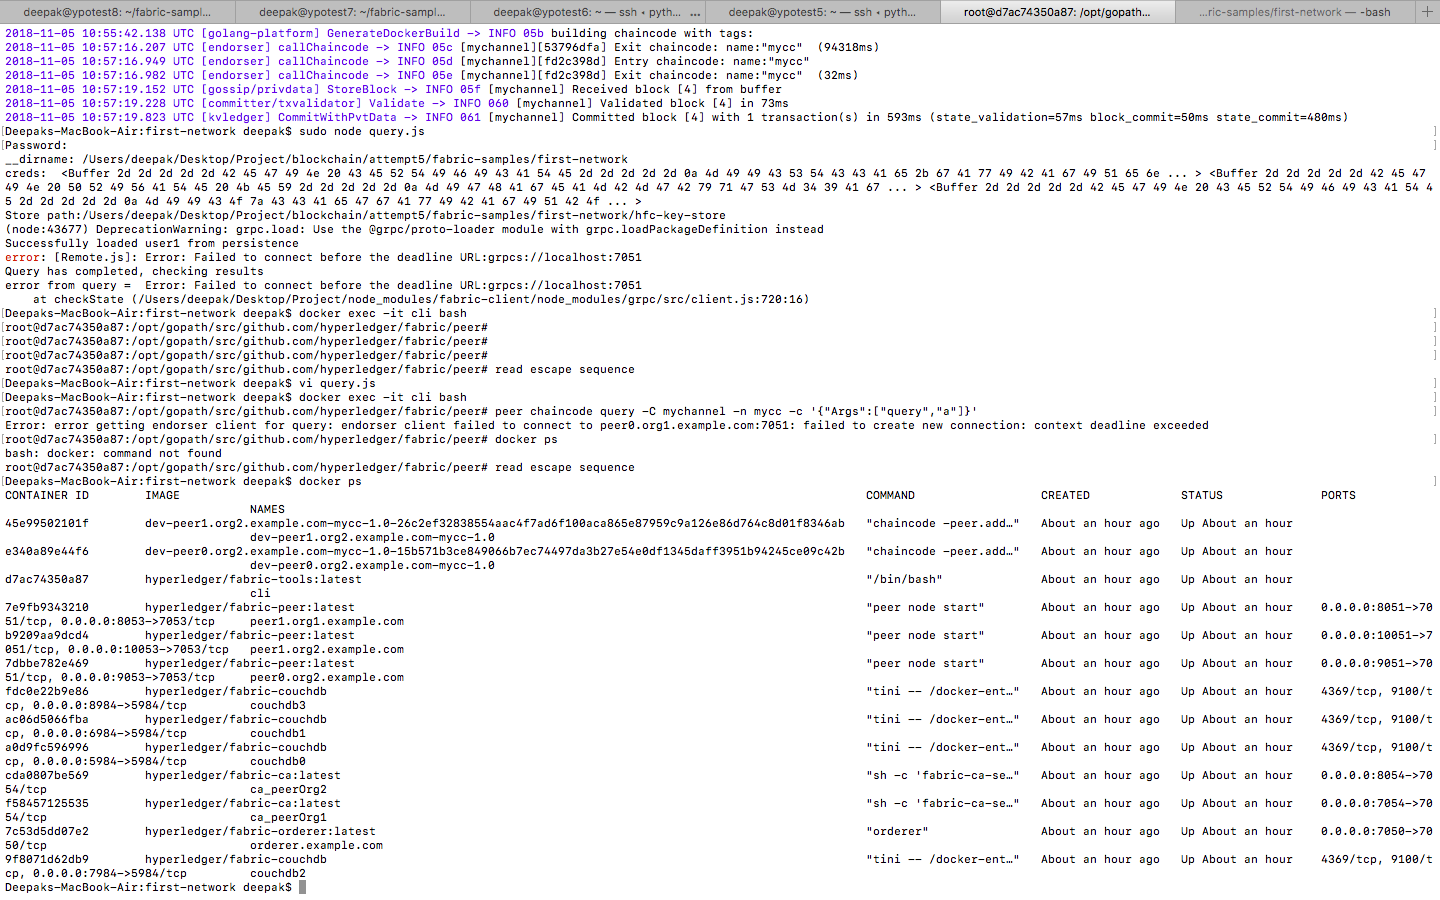 deepak@ypotest8: ~/fabric-sampl...
deepak@ypotest7: ~/fabric-sampl...
deepak@ypotest6: ~ — ssh • pyth... ...
deepak@ypotest5: ~ — ssh • pyth...
root@d7ac74350a87: /opt/gopath...
...ric-samples/first-network — -bash
+
2018-11-05 10:55:42.138 UTC [golang-platform] GenerateDockerBuild -> INFO 05b building chaincode with tags:
2018-11-05 10:57:16.207 UTC [endorser] callChaincode -> INFO 05c [mychannel][53796dfa] Exit chaincode: name:"mycc"  (94318ms)
2018-11-05 10:57:16.949 UTC [endorser] callChaincode -> INFO 05d [mychannel][fd2c398d] Entry chaincode: name:"mycc"
2018-11-05 10:57:16.982 UTC [endorser] callChaincode -> INFO 05e [mychannel][fd2c398d] Exit chaincode: name:"mycc"  (32ms)
2018-11-05 10:57:19.152 UTC [gossip/privdata] StoreBlock -> INFO 05f [mychannel] Received block [4] from buffer
2018-11-05 10:57:19.228 UTC [committer/txvalidator] Validate -> INFO 060 [mychannel] Validated block [4] in 73ms
2018-11-05 10:57:19.823 UTC [kvledger] CommitWithPvtData -> INFO 061 [mychannel] Committed block [4] with 1 transaction(s) in 593ms (state_validation=57ms block_commit=50ms state_commit=480ms)
[Deepaks-MacBook-Air:first-network deepak$ sudo node query.js ]
[Password: ]
__dirname: /Users/deepak/Desktop/Project/blockchain/attempt5/fabric-samples/first-network
creds:  <Buffer 2d 2d 2d 2d 2d 42 45 47 49 4e 20 43 45 52 54 49 46 49 43 41 54 45 2d 2d 2d 2d 2d 0a 4d 49 49 43 53 54 43 43 41 65 2b 67 41 77 49 42 41 67 49 51 65 6e ... > <Buffer 2d 2d 2d 2d 2d 42 45 47
49 4e 20 50 52 49 56 41 54 45 20 4b 45 59 2d 2d 2d 2d 2d 0a 4d 49 47 48 41 67 45 41 4d 42 4d 47 42 79 71 47 53 4d 34 39 41 67 ... > <Buffer 2d 2d 2d 2d 2d 42 45 47 49 4e 20 43 45 52 54 49 46 49 43 41 54 4
5 2d 2d 2d 2d 2d 0a 4d 49 49 43 4f 7a 43 43 41 65 47 67 41 77 49 42 41 67 49 51 42 4f ... >
Store path:/Users/deepak/Desktop/Project/blockchain/attempt5/fabric-samples/first-network/hfc-key-store
(node:43677) DeprecationWarning: grpc.load: Use the @grpc/proto-loader module with grpc.loadPackageDefinition instead
Successfully loaded user1 from persistence
error: [Remote.js]: Error: Failed to connect before the deadline URL:grpcs://localhost:7051
Query has completed, checking results
error from query =  Error: Failed to connect before the deadline URL:grpcs://localhost:7051
    at checkState (/Users/deepak/Desktop/Project/node_modules/fabric-client/node_modules/grpc/src/client.js:720:16)
[Deepaks-MacBook-Air:first-network deepak$ docker exec -it cli bash ]
[root@d7ac74350a87:/opt/gopath/src/github.com/hyperledger/fabric/peer# ]
[root@d7ac74350a87:/opt/gopath/src/github.com/hyperledger/fabric/peer# ]
[root@d7ac74350a87:/opt/gopath/src/github.com/hyperledger/fabric/peer# ]
root@d7ac74350a87:/opt/gopath/src/github.com/hyperledger/fabric/peer# read escape sequence
[Deepaks-MacBook-Air:first-network deepak$ vi query.js ]
[Deepaks-MacBook-Air:first-network deepak$ docker exec -it cli bash ]
[root@d7ac74350a87:/opt/gopath/src/github.com/hyperledger/fabric/peer# peer chaincode query -C mychannel -n mycc -c '{"Args":["query","a"]}' ]
Error: error getting endorser client for query: endorser client failed to connect to peer0.org1.example.com:7051: failed to create new connection: context deadline exceeded
[root@d7ac74350a87:/opt/gopath/src/github.com/hyperledger/fabric/peer# docker ps ]
bash: docker: command not found
root@d7ac74350a87:/opt/gopath/src/github.com/hyperledger/fabric/peer# read escape sequence
[Deepaks-MacBook-Air:first-network deepak$ docker ps ]
CONTAINER ID        IMAGE        COMMAND        CREATED        STATUS        PORTS
NAMES
45e99502101f        dev-peer1.org2.example.com-mycc-1.0-26c2ef32838554aac4f7ad6f100aca865e87959c9a126e86d764c8d01f8346ab   "chaincode -peer.add…"   About an hour ago   Up About an hour
dev-peer1.org2.example.com-mycc-1.0
e340a89e44f6        dev-peer0.org2.example.com-mycc-1.0-15b571b3ce849066b7ec74497da3b27e54e0df1345daff3951b94245ce09c42b   "chaincode -peer.add…"   About an hour ago   Up About an hour
dev-peer0.org2.example.com-mycc-1.0
d7ac74350a87        hyperledger/fabric-tools:latest        "/bin/bash"        About an hour ago   Up About an hour
cli
7e9fb9343210        hyperledger/fabric-peer:latest        "peer node start"        About an hour ago   Up About an hour    0.0.0.0:8051->70
51/tcp, 0.0.0.0:8053->7053/tcp     peer1.org1.example.com
b9209aa9dcd4        hyperledger/fabric-peer:latest        "peer node start"        About an hour ago   Up About an hour    0.0.0.0:10051->7
051/tcp, 0.0.0.0:10053->7053/tcp   peer1.org2.example.com
7dbbe782e469        hyperledger/fabric-peer:latest        "peer node start"        About an hour ago   Up About an hour    0.0.0.0:9051->70
51/tcp, 0.0.0.0:9053->7053/tcp     peer0.org2.example.com
fdc0e22b9e86        hyperledger/fabric-couchdb        "tini -- /docker-ent…"   About an hour ago   Up About an hour    4369/tcp, 9100/t
cp, 0.0.0.0:8984->5984/tcp         couchdb3
ac06d5066fba        hyperledger/fabric-couchdb        "tini -- /docker-ent…"   About an hour ago   Up About an hour    4369/tcp, 9100/t
cp, 0.0.0.0:6984->5984/tcp         couchdb1
a0d9fc596996        hyperledger/fabric-couchdb        "tini -- /docker-ent…"   About an hour ago   Up About an hour    4369/tcp, 9100/t
cp, 0.0.0.0:5984->5984/tcp         couchdb0
cda0807be569        hyperledger/fabric-ca:latest        "sh -c 'fabric-ca-se…"   About an hour ago   Up About an hour    0.0.0.0:8054->70
54/tcp        ca_peerOrg2
f58457125535        hyperledger/fabric-ca:latest        "sh -c 'fabric-ca-se…"   About an hour ago   Up About an hour    0.0.0.0:7054->70
54/tcp        ca_peerOrg1
7c53d5dd07e2        hyperledger/fabric-orderer:latest        "orderer"        About an hour ago   Up About an hour    0.0.0.0:7050->70
50/tcp        orderer.example.com
9f8071d62db9        hyperledger/fabric-couchdb        "tini -- /docker-ent…"   About an hour ago   Up About an hour    4369/tcp, 9100/t
cp, 0.0.0.0:7984->5984/tcp         couchdb2
Deepaks-MacBook-Air:first-network deepak$